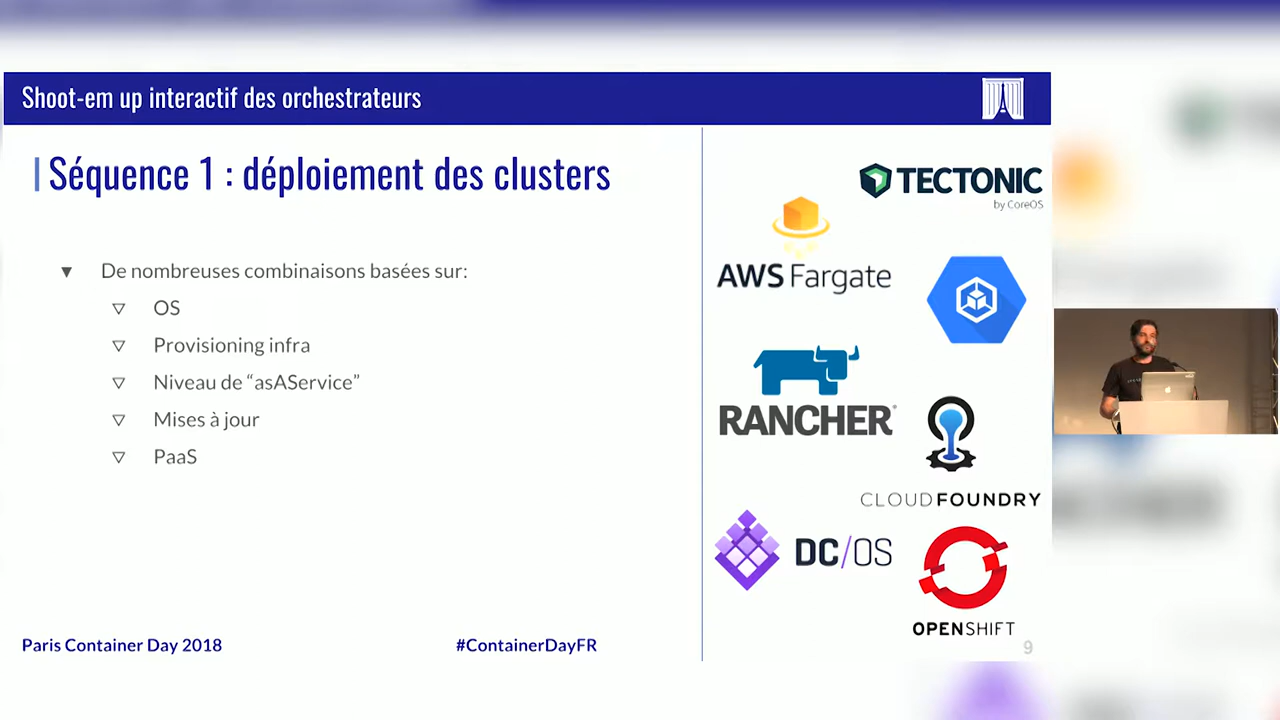 Shoot-em up interactif des orchestrateurs
Séquence 1 : déploiement des clusters
De nombreuses combinaisons basées sur:
OS
Provisioning infra
Niveau de “asAService”
Mises à jour
PaaS
TECTONIC
by CoreOS
AWS Fargate
RANCHER
CLOUDFOUNDRY
DC/OS
OPENSHIFT
Paris Container Day 2018
#ContainerDayFR
9